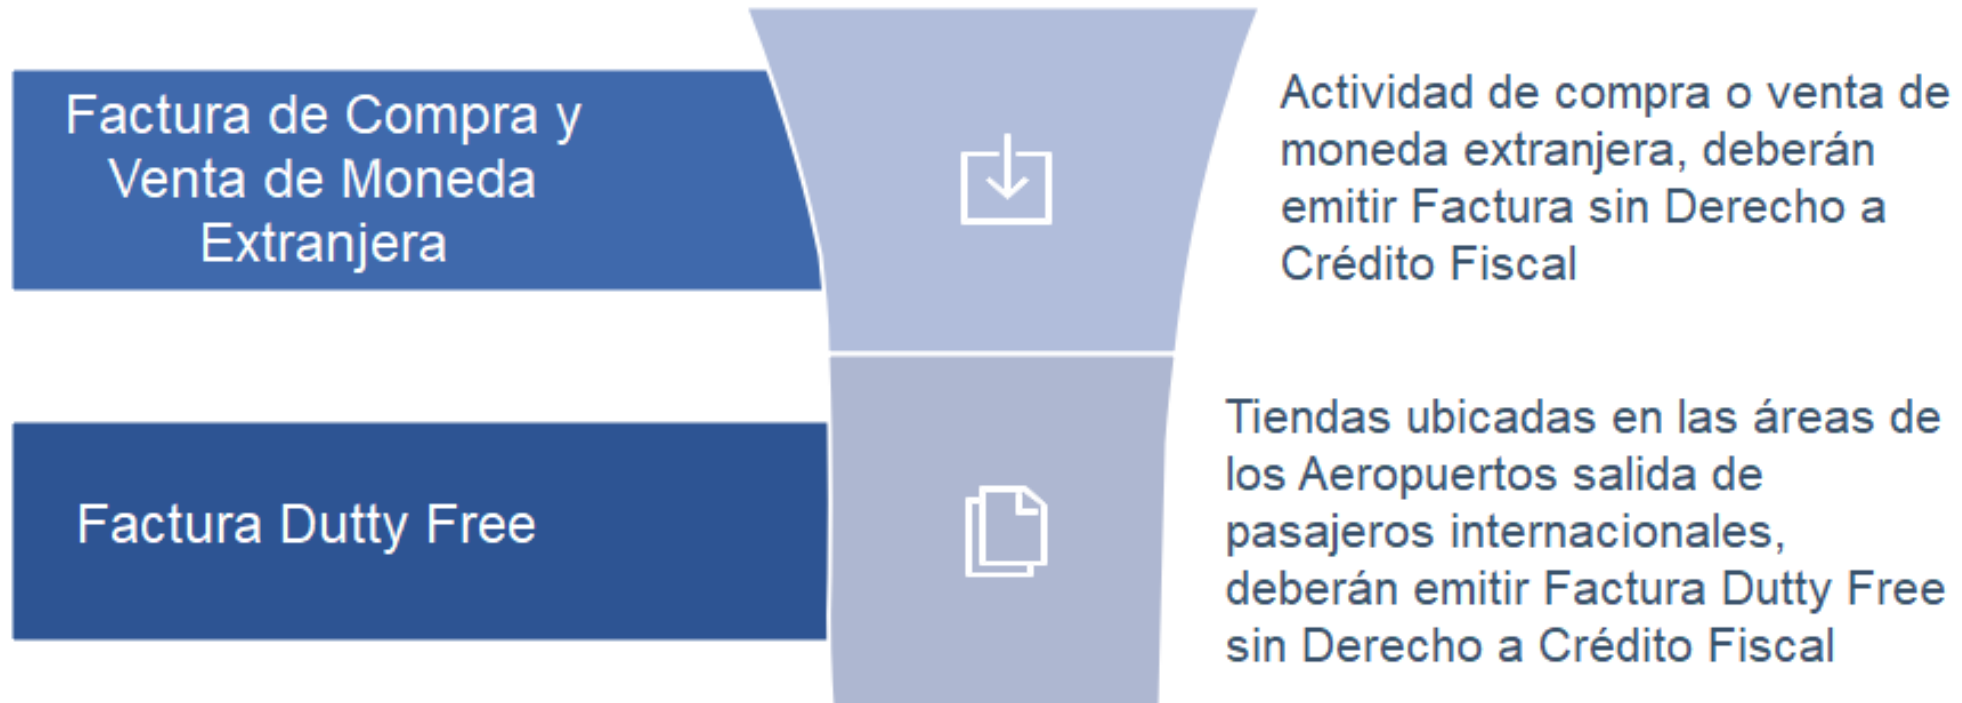 Factura de Compra y
Venta de Moneda
Extranjera
Actividad de compra o venta de
moneda extranjera, deberán
emitir Factura sin Derecho a
Crédito Fiscal
Factura Dutty Free
Tiendas ubicadas en las áreas de
los Aeropuertos salida de
pasajeros internacionales,
deberán emitir Factura Dutty Free
sin Derecho a Crédito Fiscal